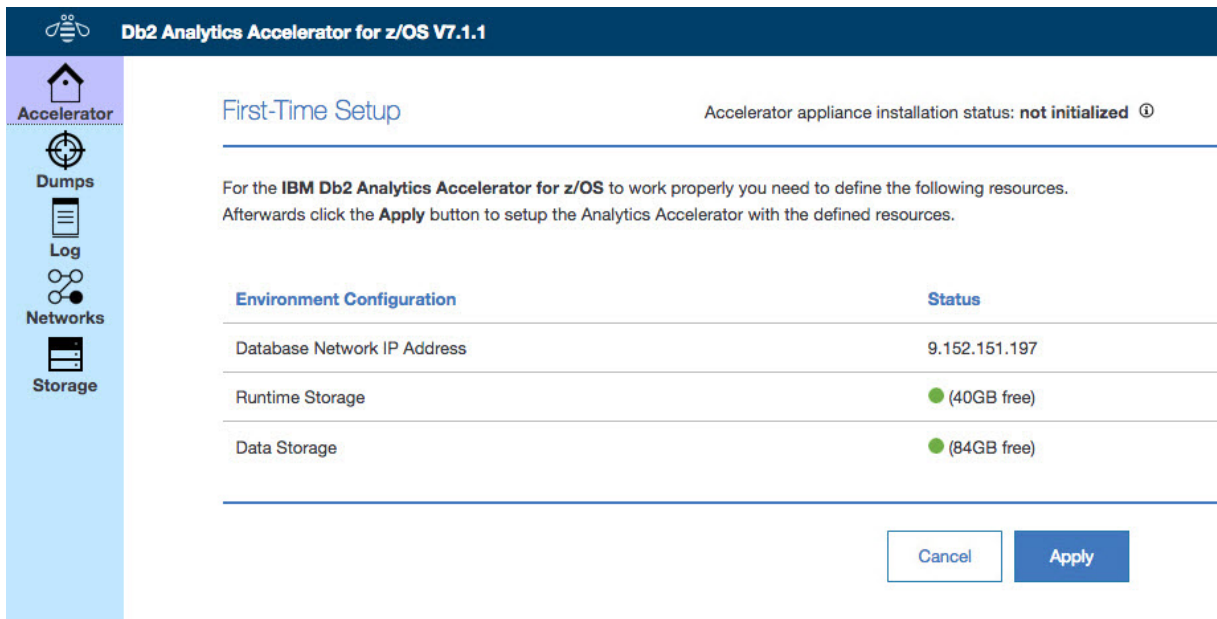 Db2 Analytics Accelerator for z/OS V7.1.1
Accelerator
Dumps
Log
Networks
Storage
First-Time Setup
Accelerator appliance installation status: not initialized
For the IBM Db2 Analytics Accelerator for z/OS to work properly you need to define the following resources.
Afterwards click the Apply button to setup the Analytics Accelerator with the defined resources.
Environment Configuration
Status
Database Network IP Address
9.152.151.197
Runtime Storage
(40GB free)
Data Storage
(84GB free)
Cancel
Apply